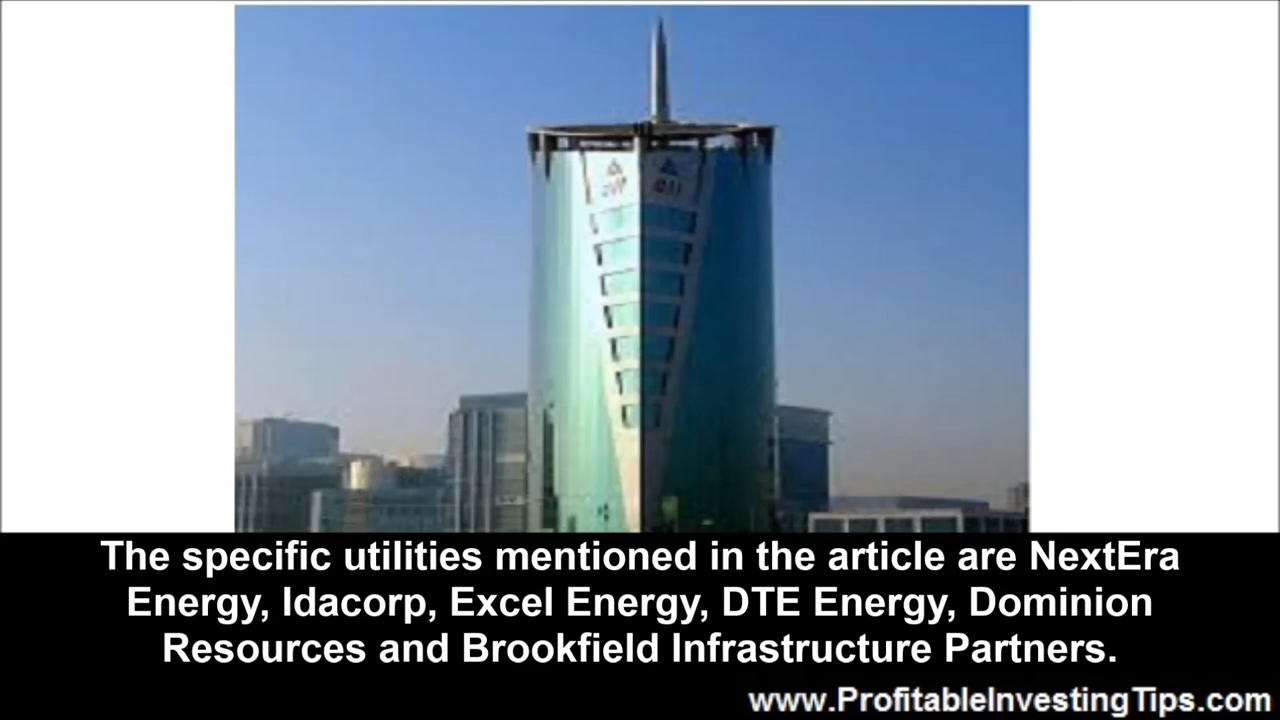 The specific utilities mentioned in the article are NextEra
Energy, Idacorp, Excel Energy, DTE Energy, Dominion
Resources and Brookfield Infrastructure Partners.
www.ProfitableInvestingTips.com